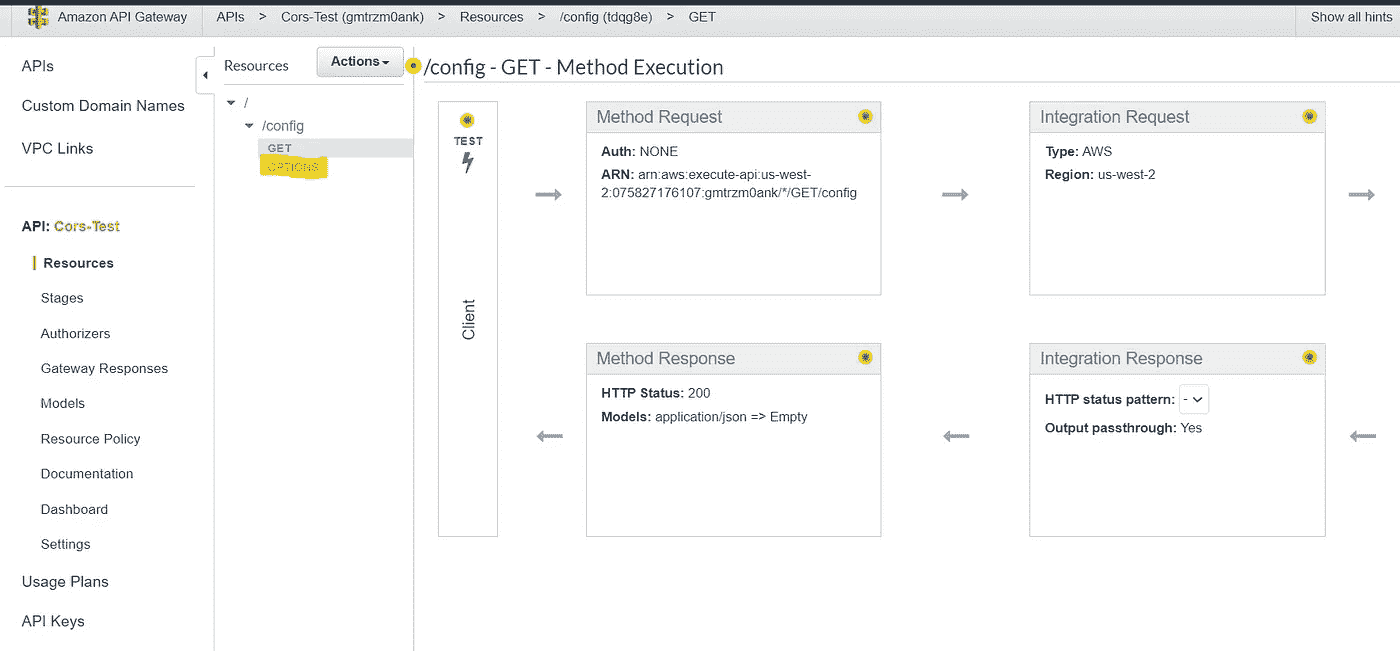 Amazon API Gateway
APIs > Cors-Test (gmtrzm0ank) > Resources > /config (tdqg8e) > GET
Show all hints
APIs
Custom Domain Names
VPC Links
API: Cors-Test
Resources
Stages
Authorizers
Gateway Responses
Models
Resource Policy
Documentation
Dashboard
Settings
Usage Plans
API Keys
Resources
Actions
/
/config
GET
OPTIONS
/config - GET - Method Execution
TEST
Client
Method Request
Auth: NONE
ARN: arn:aws:execute-api:us-west-
2:075827176107:gmtrzm0ank/*/GET/config
Integration Request
Type: AWS
Region: us-west-2
Method Response
HTTP Status: 200
Models: application/json => Empty
Integration Response
HTTP status pattern: -
Output passthrough: Yes